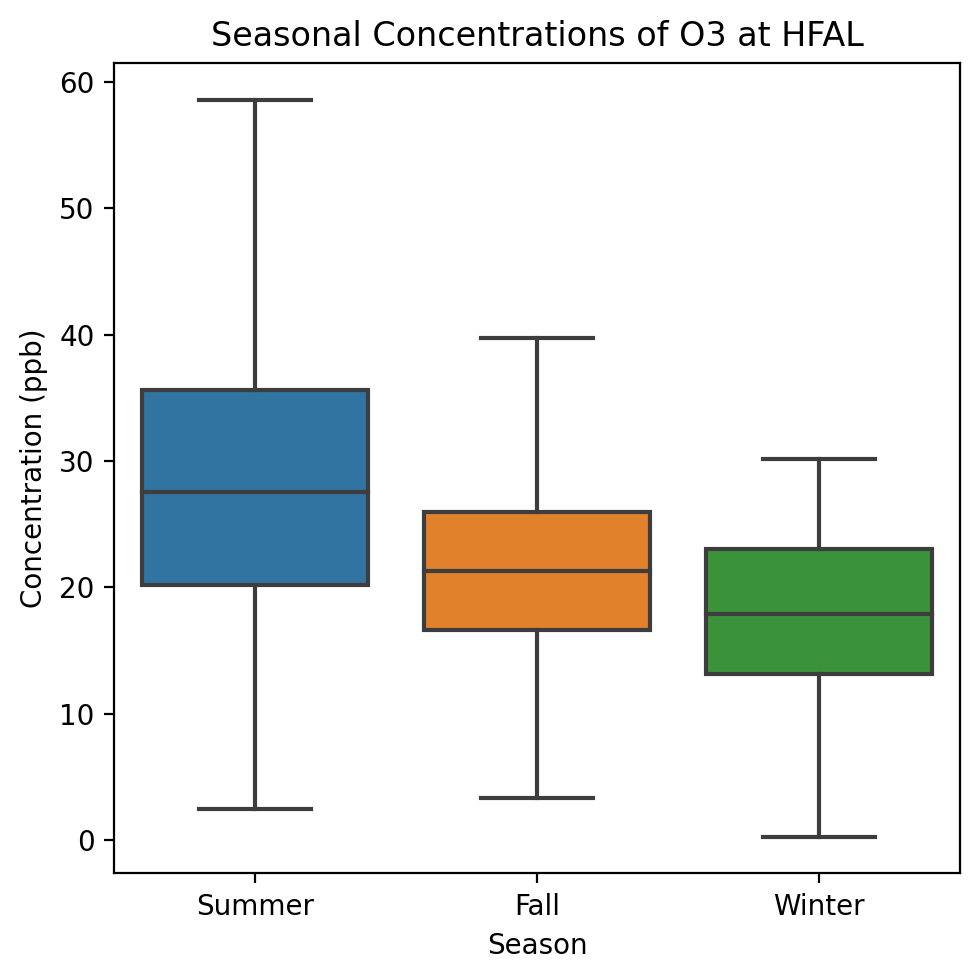 Seasonal Concentrations of O3 at HFAL
Concentration (ppb)
60
50
40
30
20
10
0
Summer Fall Winter
Season